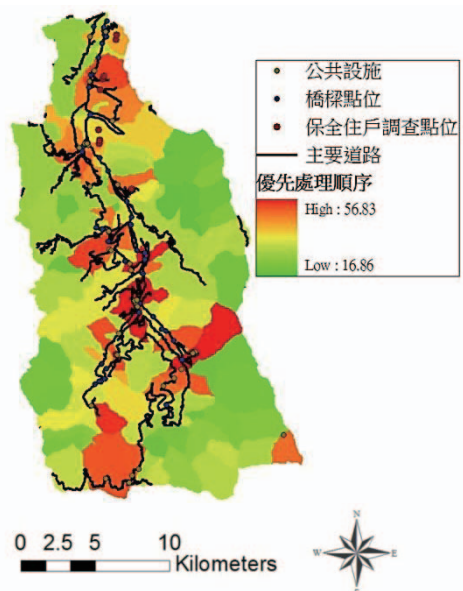 公共設施
橋樑點位
保全住戶調查點位
主要道路
優先處理順序
High : 56.83
Low : 16.86
N
W E
0 2.5 5 10
Kilometers